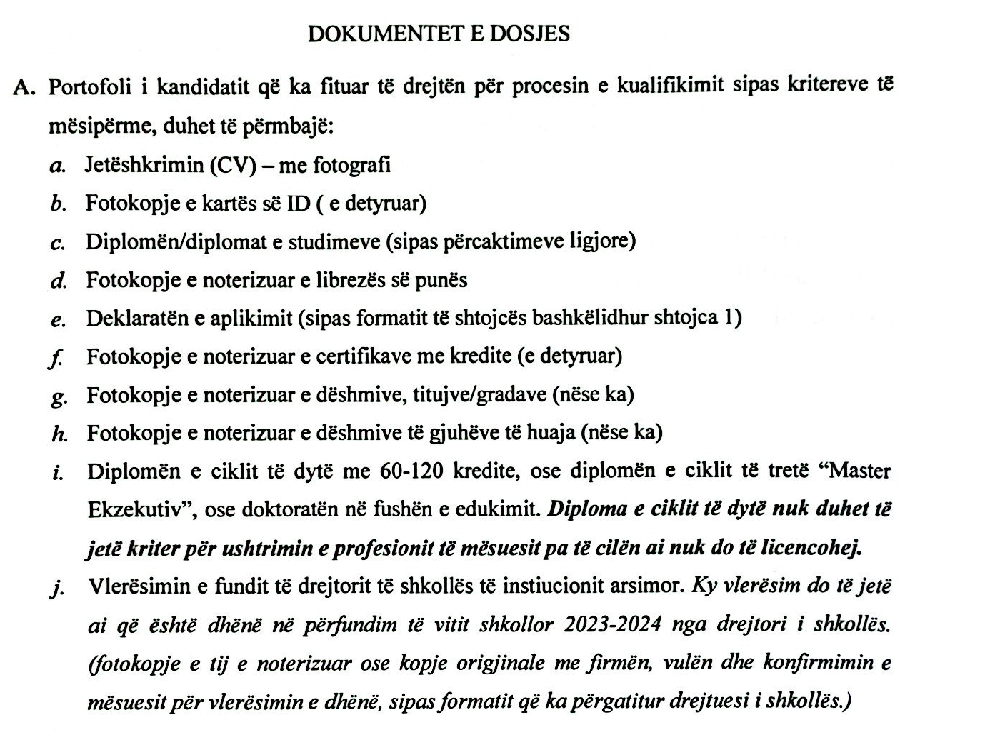 DOKUMENTET E DOSJES
A. Portofoli i kandidatit që ka fituar të drejtën për procesin e kualifikimit sipas kritereve të
mësipërme, duhet të përmbajë:
a. Jetëshkrimin (CV) – me fotografi
b. Fotokopje e kartës së ID ( e detyruar)
c. Diplomën/diplomat e studimeve (sipas përcaktimeve ligjore)
d. Fotokopje e noterizuar e librezës së punës
e. Deklaratën e aplikimit (sipas formatit të shtojcës bashkëlidhur shtojca 1)
f. Fotokopje e noterizuar e certifikave me kredite (e detyruar)
g. Fotokopje e noterizuar e dëshmive, titujve/gradave (nëse ka)
h. Fotokopje e noterizuar e dëshmive të gjuhëve të huaja (nëse ka)
i. Diplomën e ciklit të dytë me 60-120 kredite, ose diplomën e ciklit të tretë “Master
Ekzekutiv”, ose doktoratën në fushën e edukimit. Diploma e ciklit të dytë nuk duhet të
jetë kriter për ushtrimin e profesionit të mësuesit pa të cilën ai nuk do të licencohej.
j. Vlerësimin e fundit të drejtorit të shkollës të instiucionit arsimor. Ky vlerësim do të jetë
ai që është dhënë në përfundim të vitit shkollor 2023-2024 nga drejtori i shkollës.
(fotokopje e tij e noterizuar ose kopje origjinale me firmën, vulën dhe konfirmimin e
mësuesit për vlerësimin e dhënë, sipas formatit që ka përgatitur drejtuesi i shkollës.)